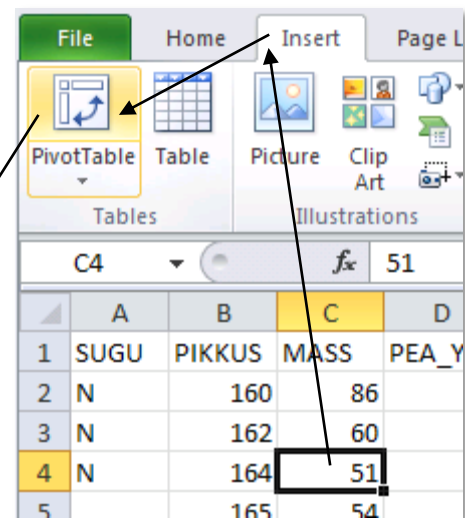 File Home Insert Page L
PivotTable Table Picture Clip Art
Tables Illustrations
C4 fx 51
A B C D
1 SUGU PIKKUS MASS PEA_Y
2 N 160 86
3 N 162 60
4 N 164 51
5 165 54